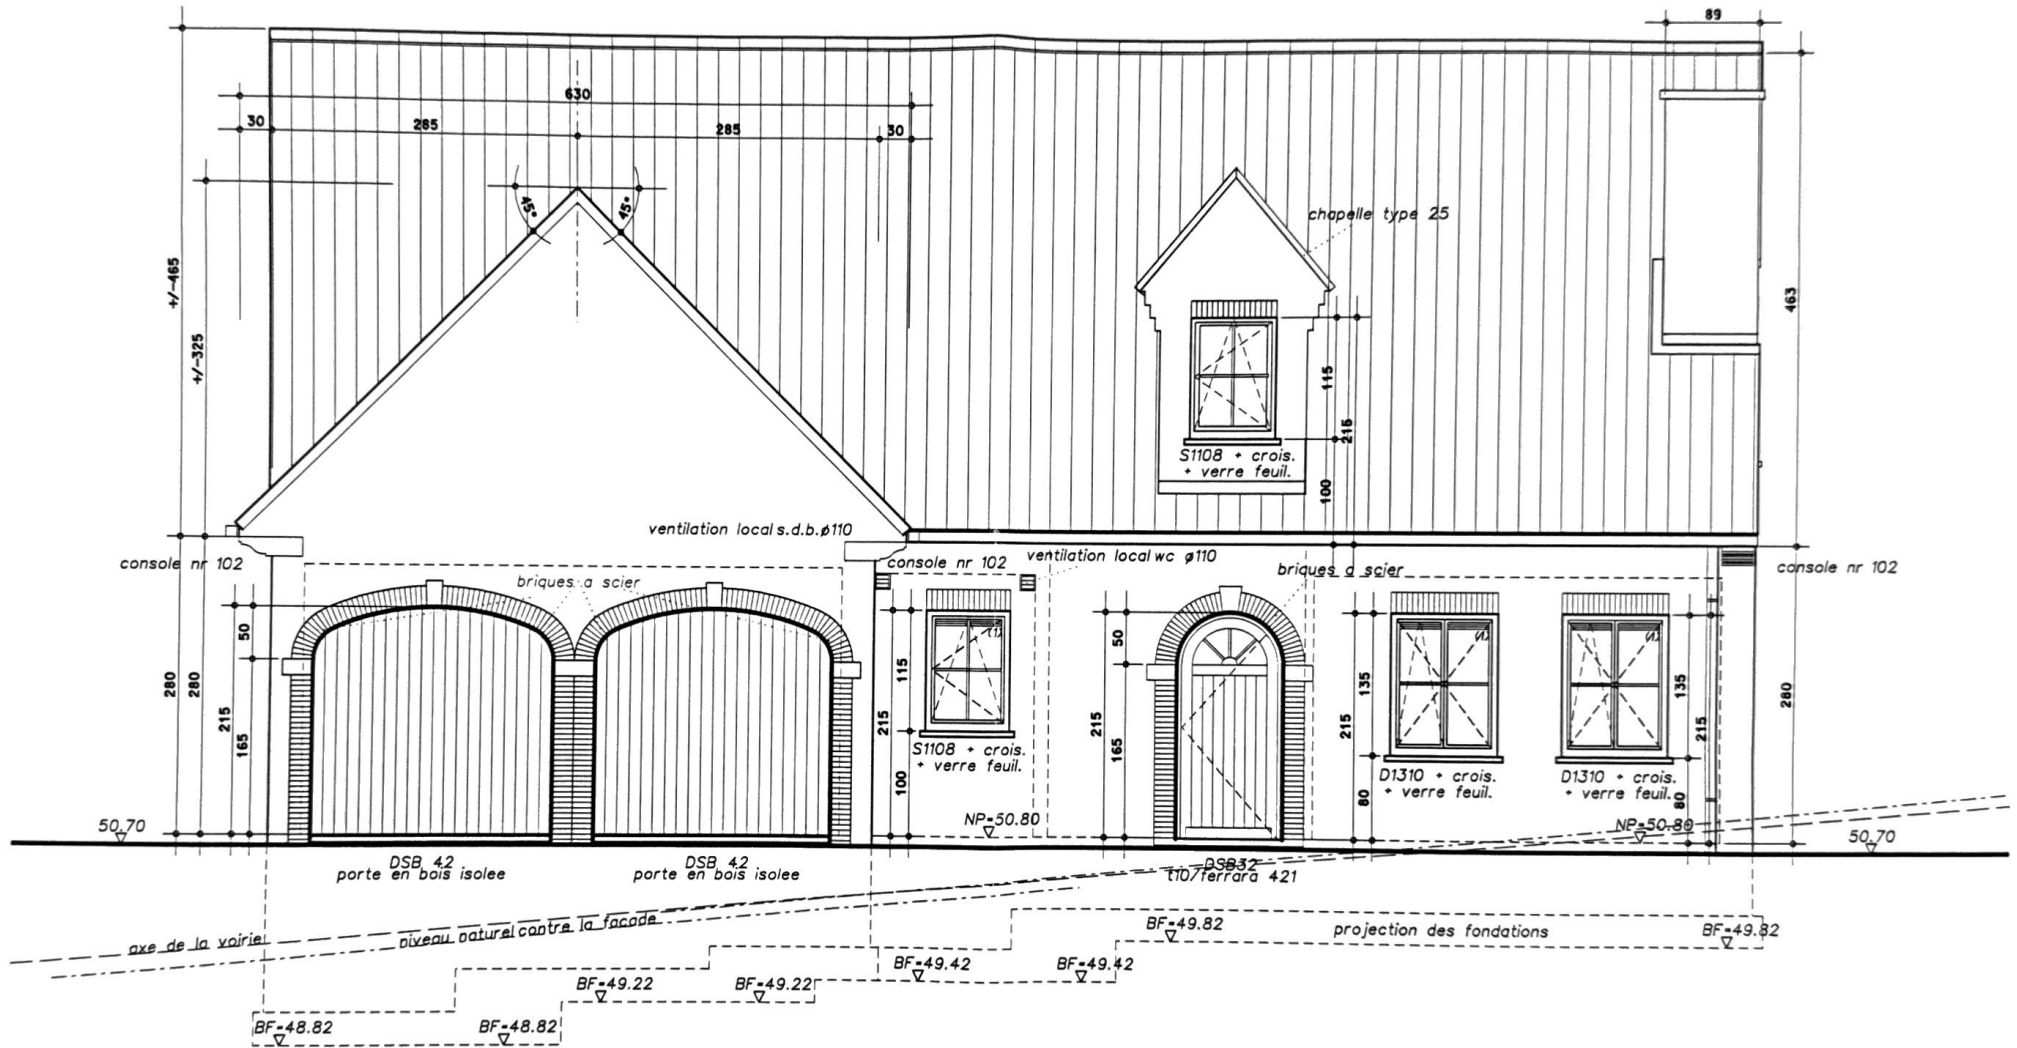 89
630
30
285
285
30
45°
45°
chapelle type 25
+/-465
+/-325
463
115
215
100
S1108 + crois.
+ verre feuil.
ventilation local s.d.b. ø110
console nr 102
console nr 102
ventilation local wc ø110
console nr 102
briques a scier
briques a scier
50
280
280
215
165
115
215
100
S1108 + crois.
+ verre feuil.
50
215
165
135
215
80
135
215
80
280
D1310 + crois.
+ verre feuil.
D1310 + crois.
+ verre feuil.
50.70
NP=50.80
NP=50.80
50.70
DSB 42
porte en bois isolee
DSB 42
porte en bois isolee
DSB32
t10/ferrara 421
axe de la voirie
niveau naturel contre la facade
BF=49.82
projection des fondations
BF=49.82
BF=49.42
BF=49.42
BF=49.22
BF=49.22
BF=48.82
BF=48.82